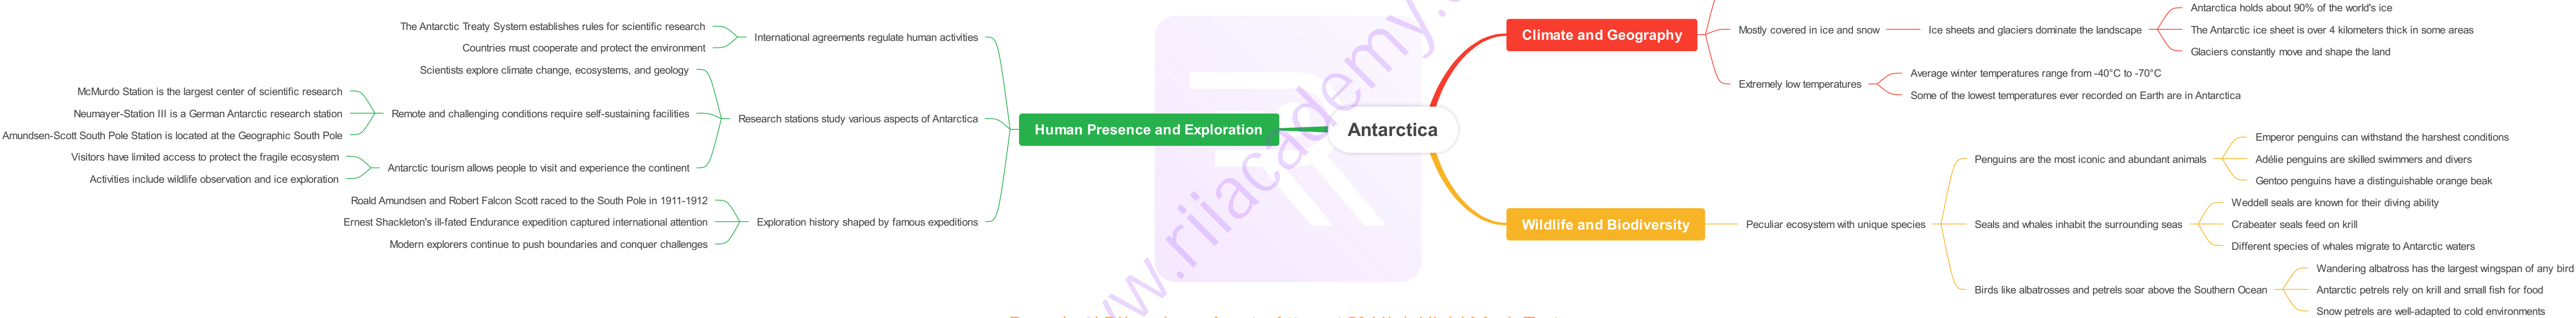 The Antarctic Treaty System establishes rules for scientific research
Countries must cooperate and protect the environment
International agreements regulate human activities
Scientists explore climate change, ecosystems, and geology
McMurdo Station is the largest center of scientific research
Neumayer-Station III is a German Antarctic research station
Amundsen-Scott South Pole Station is located at the Geographic South Pole
Remote and challenging conditions require self-sustaining facilities
Research stations study various aspects of Antarctica
Visitors have limited access to protect the fragile ecosystem
Activities include wildlife observation and ice exploration
Antarctic tourism allows people to visit and experience the continent
Roald Amundsen and Robert Falcon Scott raced to the South Pole in 1911-1912
Ernest Shackleton's ill-fated Endurance expedition captured international attention
Modern explorers continue to push boundaries and conquer challenges
Exploration history shaped by famous expeditions
Human Presence and Exploration
Antarctica
Climate and Geography
Mostly covered in ice and snow
Ice sheets and glaciers dominate the landscape
Antarctica holds about 90% of the world's ice
The Antarctic ice sheet is over 4 kilometers thick in some areas
Glaciers constantly move and shape the land
Extremely low temperatures
Average winter temperatures range from -40°C to -70°C
Some of the lowest temperatures ever recorded on Earth are in Antarctica
Wildlife and Biodiversity
Peculiar ecosystem with unique species
Penguins are the most iconic and abundant animals
Emperor penguins can withstand the harshest conditions
Adélie penguins are skilled swimmers and divers
Gentoo penguins have a distinguishable orange beak
Seals and whales inhabit the surrounding seas
Weddell seals are known for their diving ability
Crabeater seals feed on krill
Different species of whales migrate to Antarctic waters
Birds like albatrosses and petrels soar above the Southern Ocean
Wandering albatross has the largest wingspan of any bird
Antarctic petrels rely on krill and small fish for food
Snow petrels are well-adapted to cold environments